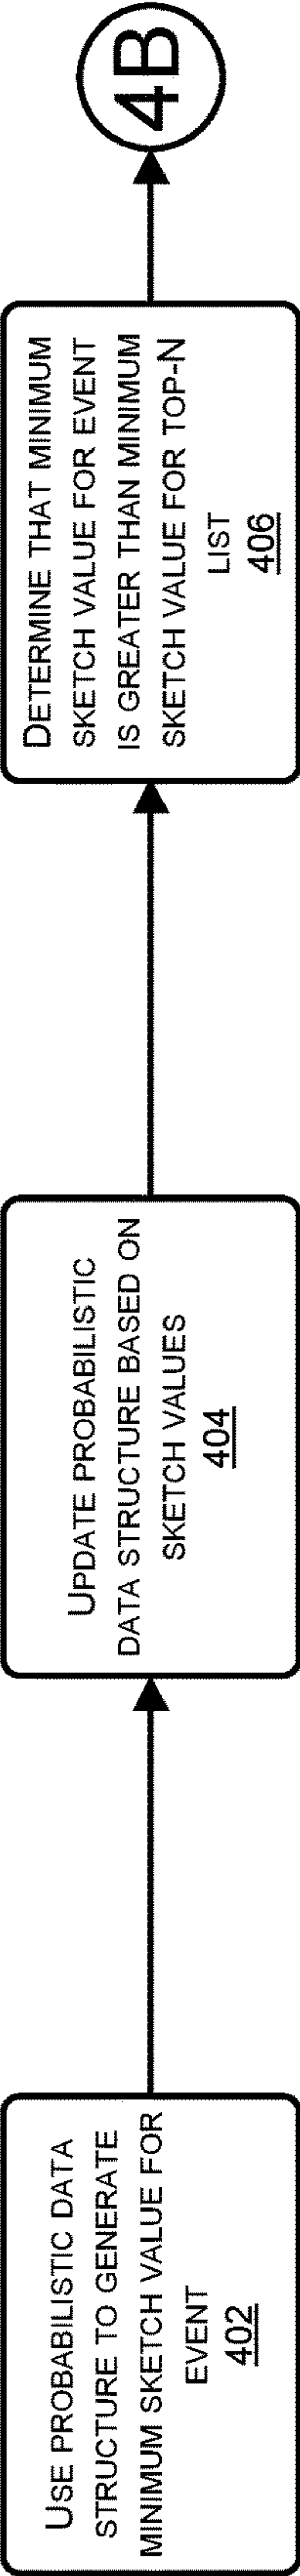 USE PROBABILISTIC DATA
STRUCTURE TO GENERATE
MINIMUM SKETCH VALUE FOR
EVENT
402
UPDATE PROBABILISTIC
DATA STRUCTURE BASED ON
SKETCH VALUES
404
DETERMINE THAT MINIMUM
SKETCH VALUE FOR EVENT
IS GREATER THAN MINIMUM
SKETCH VALUE FOR TOP-N
LIST
406
4B